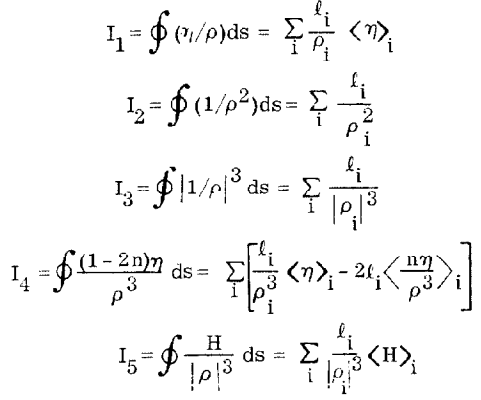 I₁ = ∮ (η/ρ)ds = Σᵢ ℓᵢ/ρᵢ ⟨η⟩ᵢ
I₂ = ∮ (1/ρ²)ds = Σᵢ ℓᵢ/ρᵢ²
I₃ = ∮ |1/ρ|³ ds = Σᵢ ℓᵢ/|ρᵢ|³
I₄ = ∮ (1-2n)η/ρ³ ds = Σᵢ [ℓᵢ/ρᵢ³ ⟨η⟩ᵢ - 2ℓᵢ⟨nη/ρ³⟩ᵢ]
I₅ = ∮ H/|ρ|³ ds = Σᵢ ℓᵢ/|ρᵢ|³ ⟨H⟩ᵢ